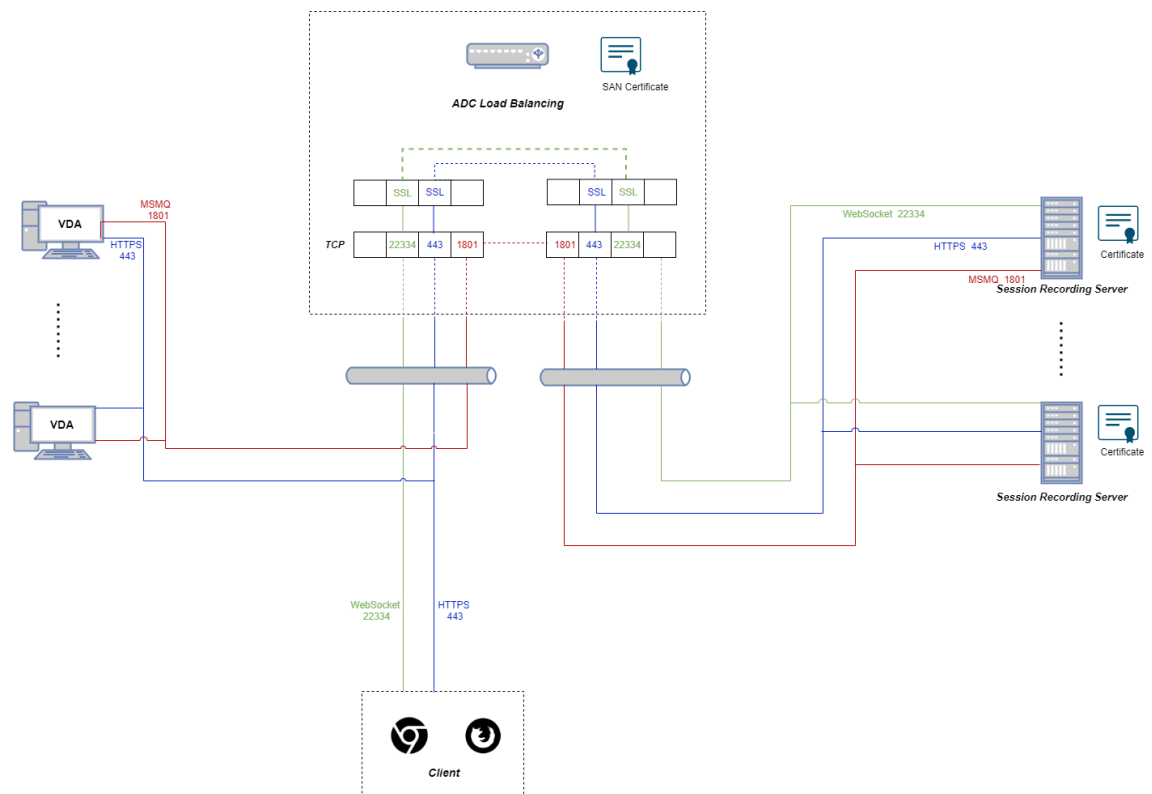 SAN Certificate
ADC Load Balancing
SSL
SSL
SSL
SSL
TCP
22334
443
1801
1801
443
22334
VDA
MSMQ
1801
HTTPS
443
VDA
WebSocket 22334
HTTPS 443
MSMQ 1801
Certificate
Session Recording Server
Certificate
Session Recording Server
WebSocket
22334
HTTPS
443
Client